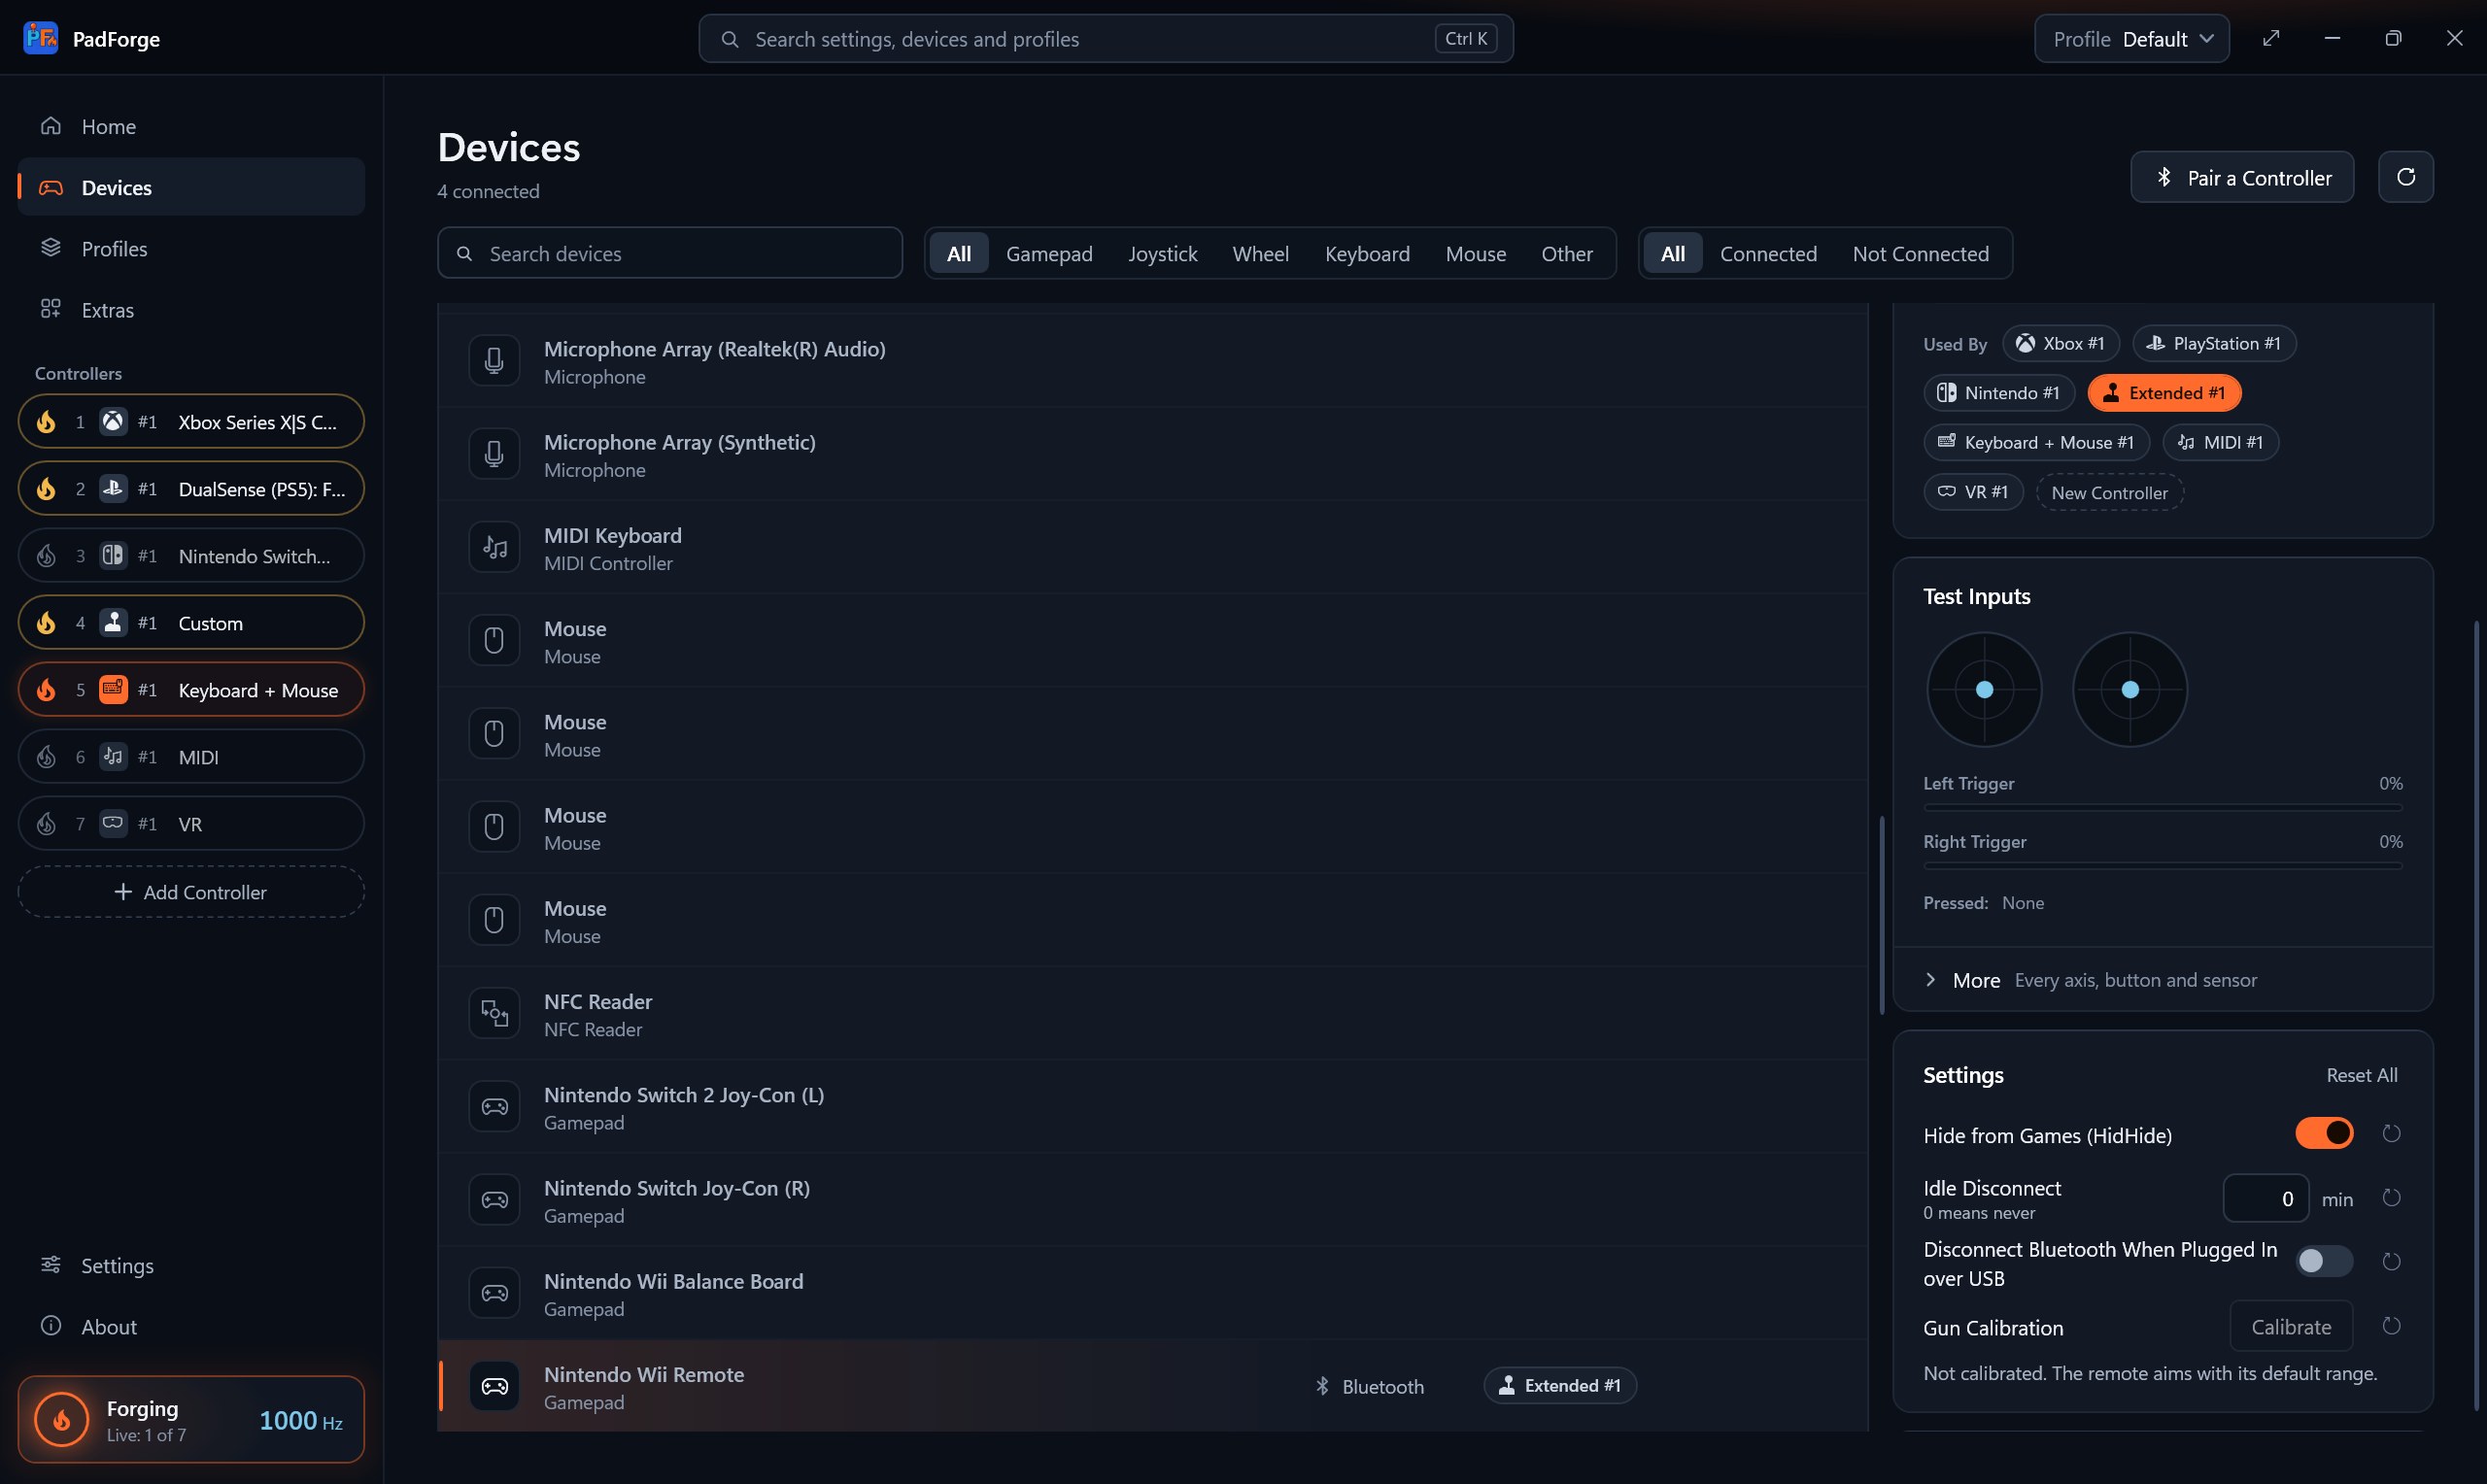 PadForge
Search settings, devices and profiles
Ctrl K
Profile Default
Home
Devices
Profiles
Extras
Controllers
1 #1 Xbox Series X|S C...
2 #1 DualSense (PS5): F...
3 #1 Nintendo Switch...
4 #1 Custom
5 #1 Keyboard + Mouse
6 #1 MIDI
7 #1 VR
Add Controller
Settings
About
Forging
Live: 1 of 7
1000 Hz
Devices
4 connected
Pair a Controller
Search devices
All Gamepad Joystick Wheel Keyboard Mouse Other
All Connected Not Connected
Microphone Array (Realtek(R) Audio)
Microphone
Microphone Array (Synthetic)
Microphone
MIDI Keyboard
MIDI Controller
Mouse
Mouse
Mouse
Mouse
Mouse
Mouse
Mouse
Mouse
NFC Reader
NFC Reader
Nintendo Switch 2 Joy-Con (L)
Gamepad
Nintendo Switch Joy-Con (R)
Gamepad
Nintendo Wii Balance Board
Gamepad
Nintendo Wii Remote
Gamepad
Bluetooth
Extended #1
Used By Xbox #1 PlayStation #1
Nintendo #1 Extended #1
Keyboard + Mouse #1 MIDI #1
VR #1 New Controller
Test Inputs
Left Trigger 0%
Right Trigger 0%
Pressed: None
More Every axis, button and sensor
Settings Reset All
Hide from Games (HidHide)
Idle Disconnect
0 means never
0 min
Disconnect Bluetooth When Plugged In
over USB
Gun Calibration Calibrate
Not calibrated. The remote aims with its default range.